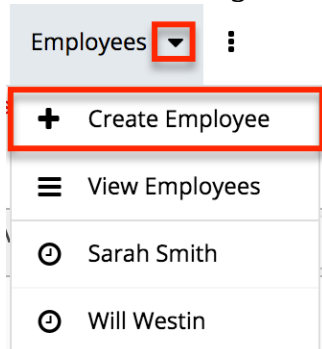 Employees
Create Employee
View Employees
Sarah Smith
Will Westin